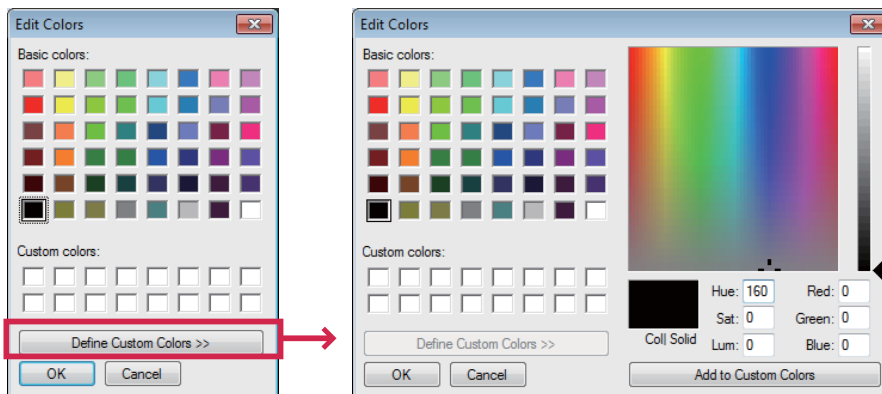 Edit Colors
Basic colors:
Custom colors:
Define Custom Colors >>
OK Cancel
Edit Colors
Basic colors:
Custom colors:
Define Custom Colors >>
OK Cancel
Hue: 160 Red: 0
Sat: 0 Green: 0
Col| Solid Lum: 0 Blue: 0
Add to Custom Colors